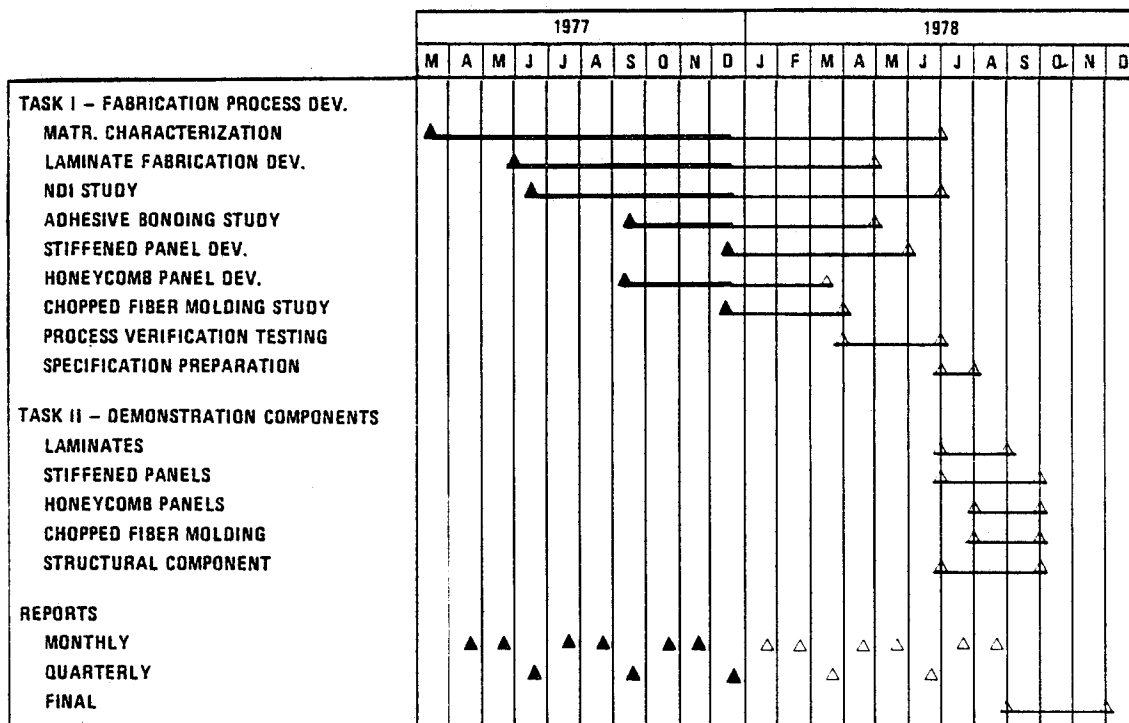 1977 1978
M A M J J A S O N D J F M A M J J A S O N D
TASK I – FABRICATION PROCESS DEV.
MATR. CHARACTERIZATION
LAMINATE FABRICATION DEV.
NDI STUDY
ADHESIVE BONDING STUDY
STIFFENED PANEL DEV.
HONEYCOMB PANEL DEV.
CHOPPED FIBER MOLDING STUDY
PROCESS VERIFICATION TESTING
SPECIFICATION PREPARATION
TASK II – DEMONSTRATION COMPONENTS
LAMINATES
STIFFENED PANELS
HONEYCOMB PANELS
CHOPPED FIBER MOLDING
STRUCTURAL COMPONENT
REPORTS
MONTHLY
QUARTERLY
FINAL